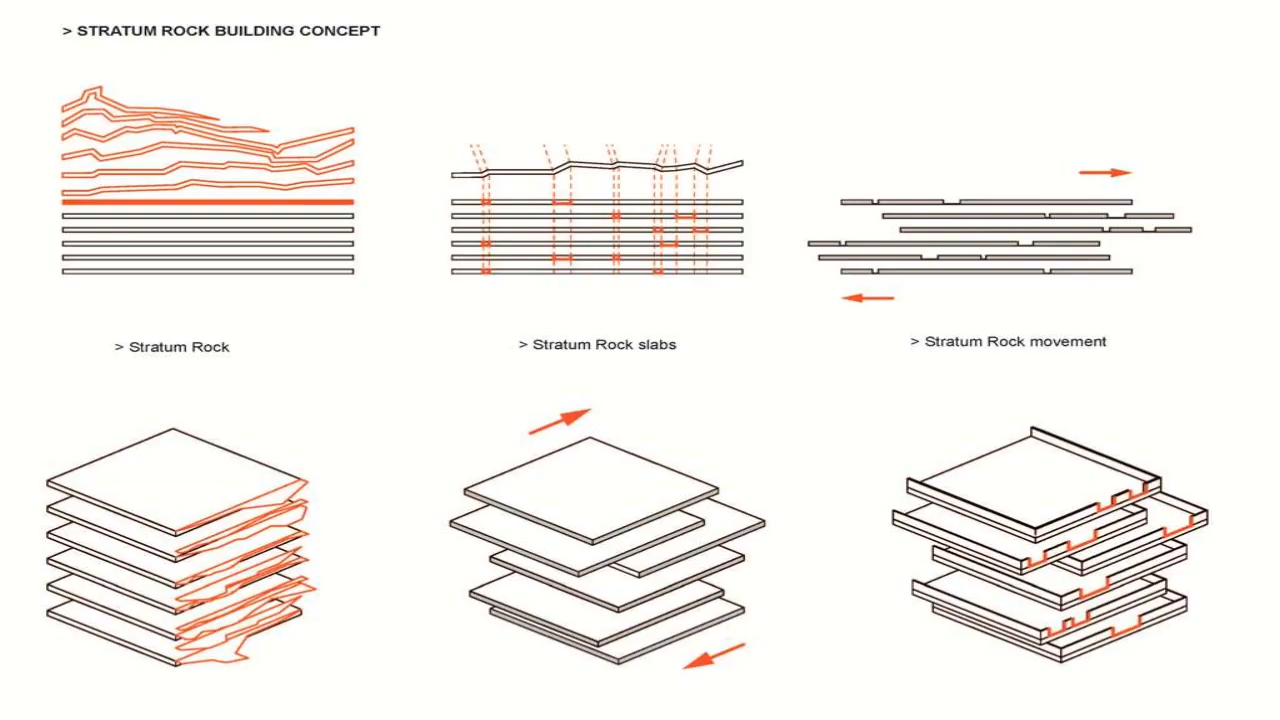 > STRATUM ROCK BUILDING CONCEPT
> Stratum Rock
> Stratum Rock slabs
> Stratum Rock movement